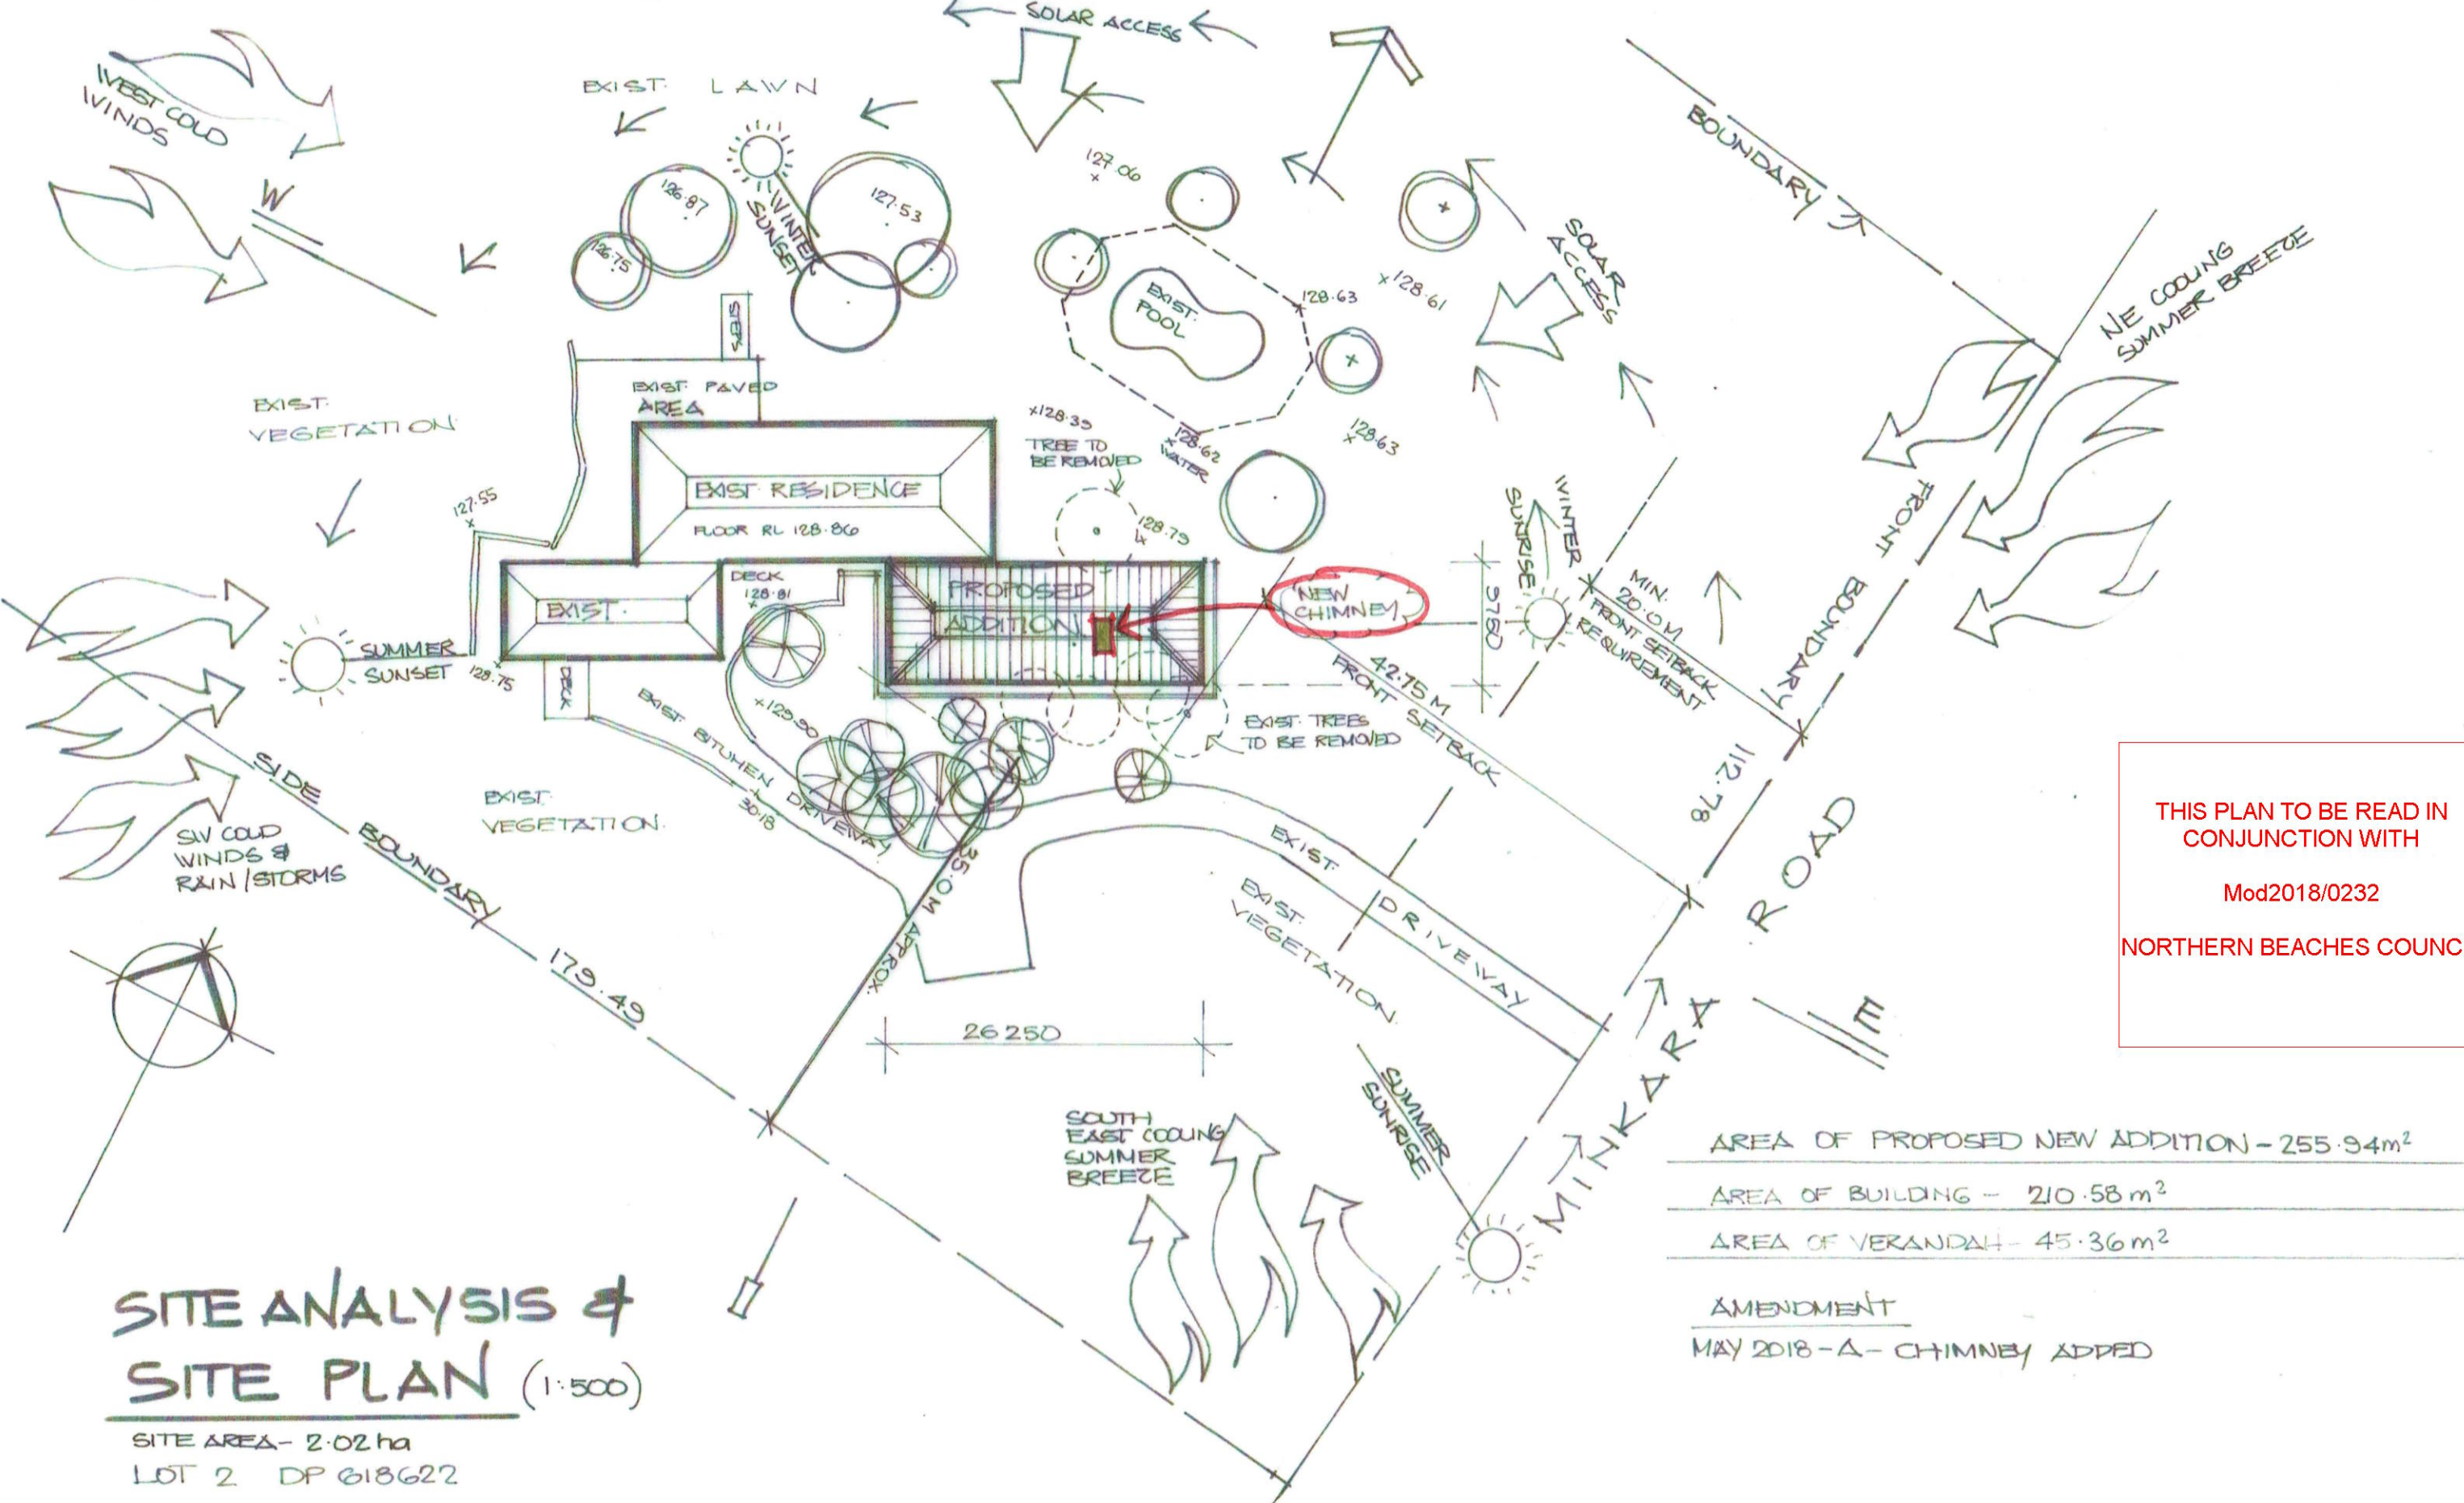 SOLAR ACCESS
WEST COLD
WINDS
EXIST. LAWN
W
BOUNDARY
127.06
126.87
126.75
WINTER
SUNSET
127.53
SOLAR
ACCESS
128.61
128.63
NE COOLING
SUMMER BREEZE
EXIST.
POOL
STEPS
EXIST. PAVED
AREA
EXIST.
VEGETATION
128.39
TREE TO
BE REMOVED
128.62
WATER
128.63
EXIST. RESIDENCE
FLOOR RL 128.86
127.55
128.79
WINTER
SUNRISE
FRONT BOUNDARY
DECK
128.81
EXIST.
PROPOSED
ADDITION
NEW
CHIMNEY
9750
MIN.
20.0M
FRONT SETBACK
REQUIREMENT
SUMMER
SUNSET
128.75
DECK
42.75 M
FRONT SETBACK
EXIST. TREES
TO BE REMOVED
129.90
EXIST. BITUMEN DRIVEWAY
30.18
112.78
SIDE BOUNDARY 179.49
EXIST.
VEGETATION.
SW COLD
WINDS &
RAIN/STORMS
35.0M APPROX.
EXIST. DRIVEWAY
EXIST.
VEGETATION.
THIS PLAN TO BE READ IN
CONJUNCTION WITH
Mod2018/0232
NORTHERN BEACHES COUNC
MINKARA ROAD
E
26250
SOUTH
EAST COOLING
SUMMER
BREEZE
SUMMER
SUNRISE
AREA OF PROPOSED NEW ADDITION - 255.94m²
AREA OF BUILDING - 210.58m²
AREA OF VERANDAH - 45.36m²
AMENDMENT
MAY 2018 - A - CHIMNEY ADDED
SITE ANALYSIS &
SITE PLAN (1:500)
SITE AREA - 2.02ha
LOT 2 DP 618622